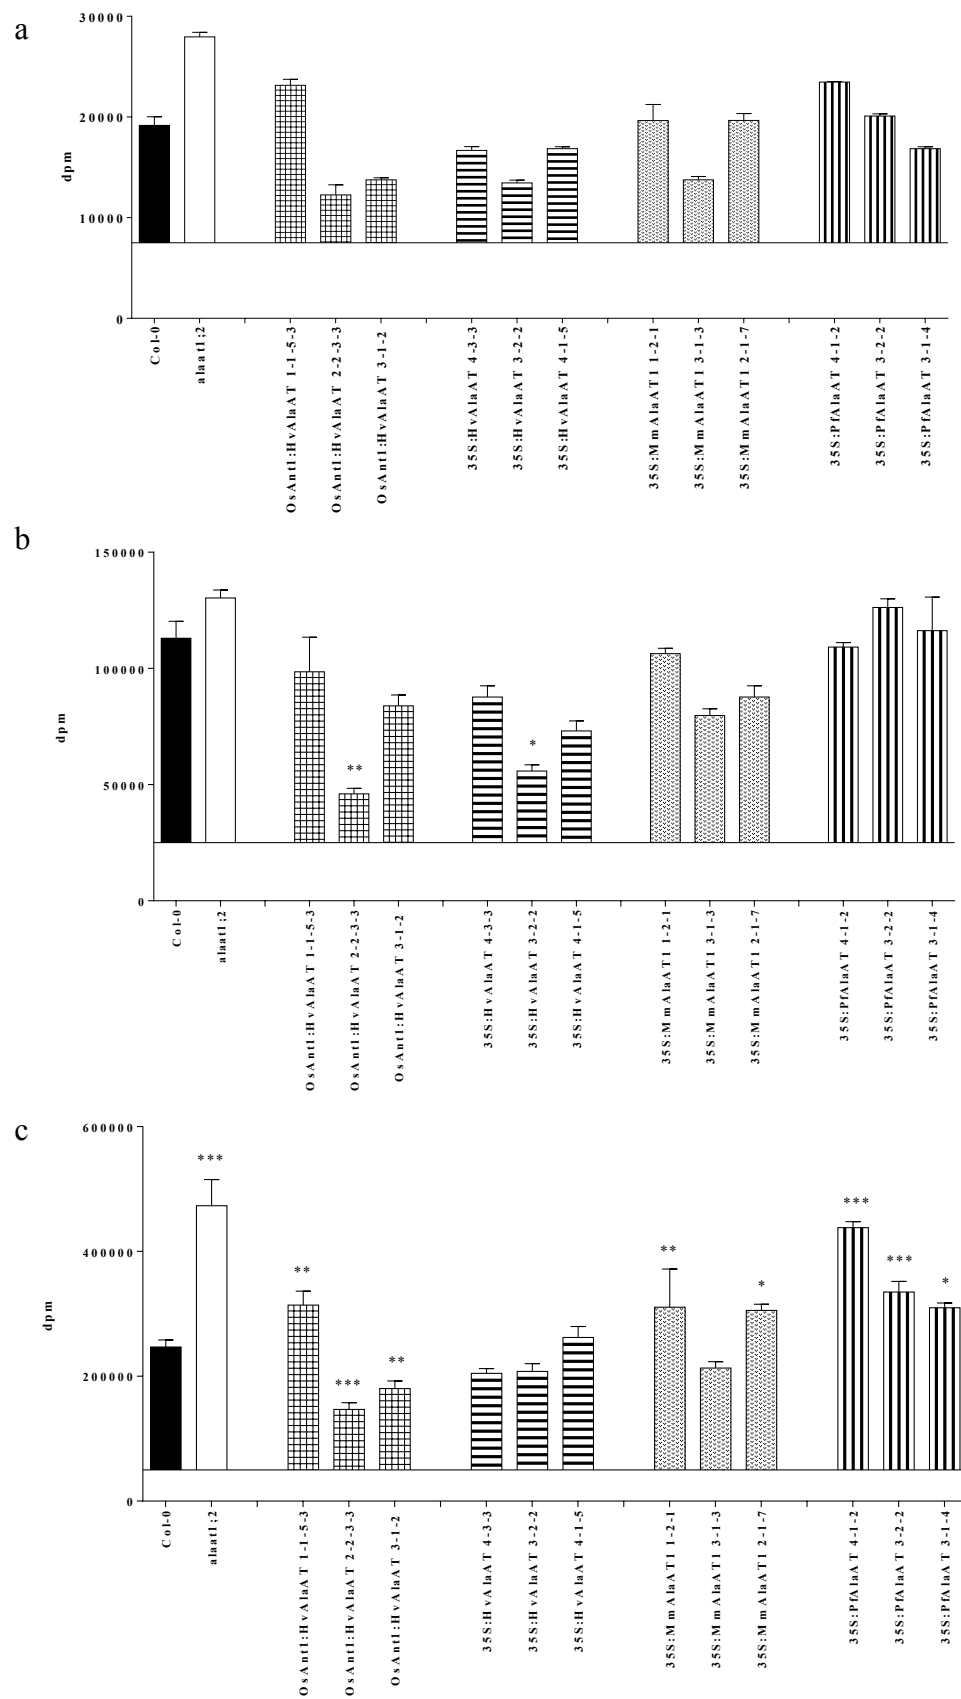 a
30000
20000
10000
0
dpm
Col-0
alaat1;2
OsAnt1:HvAlaAT 1-1-5-3
OsAnt1:HvAlaAT 2-2-3-3
OsAnt1:HvAlaAT 3-1-2
35S:HvAlaAT 4-3-3
35S:HvAlaAT 3-2-2
35S:HvAlaAT 4-1-5
35S:MmAlaAT1 1-2-1
35S:MmAlaAT1 3-1-3
35S:MmAlaAT1 2-1-7
35S:PfAlaAT 4-1-2
35S:PfAlaAT 3-2-2
35S:PfAlaAT 3-1-4
b
150000
100000
50000
0
dpm
**
*
Col-0
alaat1;2
OsAnt1:HvAlaAT 1-1-5-3
OsAnt1:HvAlaAT 2-2-3-3
OsAnt1:HvAlaAT 3-1-2
35S:HvAlaAT 4-3-3
35S:HvAlaAT 3-2-2
35S:HvAlaAT 4-1-5
35S:MmAlaAT1 1-2-1
35S:MmAlaAT1 3-1-3
35S:MmAlaAT1 2-1-7
35S:PfAlaAT 4-1-2
35S:PfAlaAT 3-2-2
35S:PfAlaAT 3-1-4
c
600000
400000
200000
0
dpm
***
**
***
**
**
*
***
***
*
Col-0
alaat1;2
OsAnt1:HvAlaAT 1-1-5-3
OsAnt1:HvAlaAT 2-2-3-3
OsAnt1:HvAlaAT 3-1-2
35S:HvAlaAT 4-3-3
35S:HvAlaAT 3-2-2
35S:HvAlaAT 4-1-5
35S:MmAlaAT1 1-2-1
35S:MmAlaAT1 3-1-3
35S:MmAlaAT1 2-1-7
35S:PfAlaAT 4-1-2
35S:PfAlaAT 3-2-2
35S:PfAlaAT 3-1-4